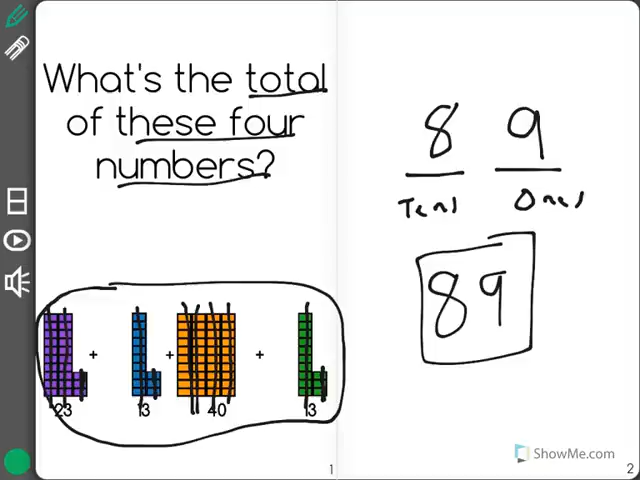 What's the total
of these four
numbers?
8 9
Tens Ones
89
+ + +
23 13 40 13
ShowMe.com
1 2